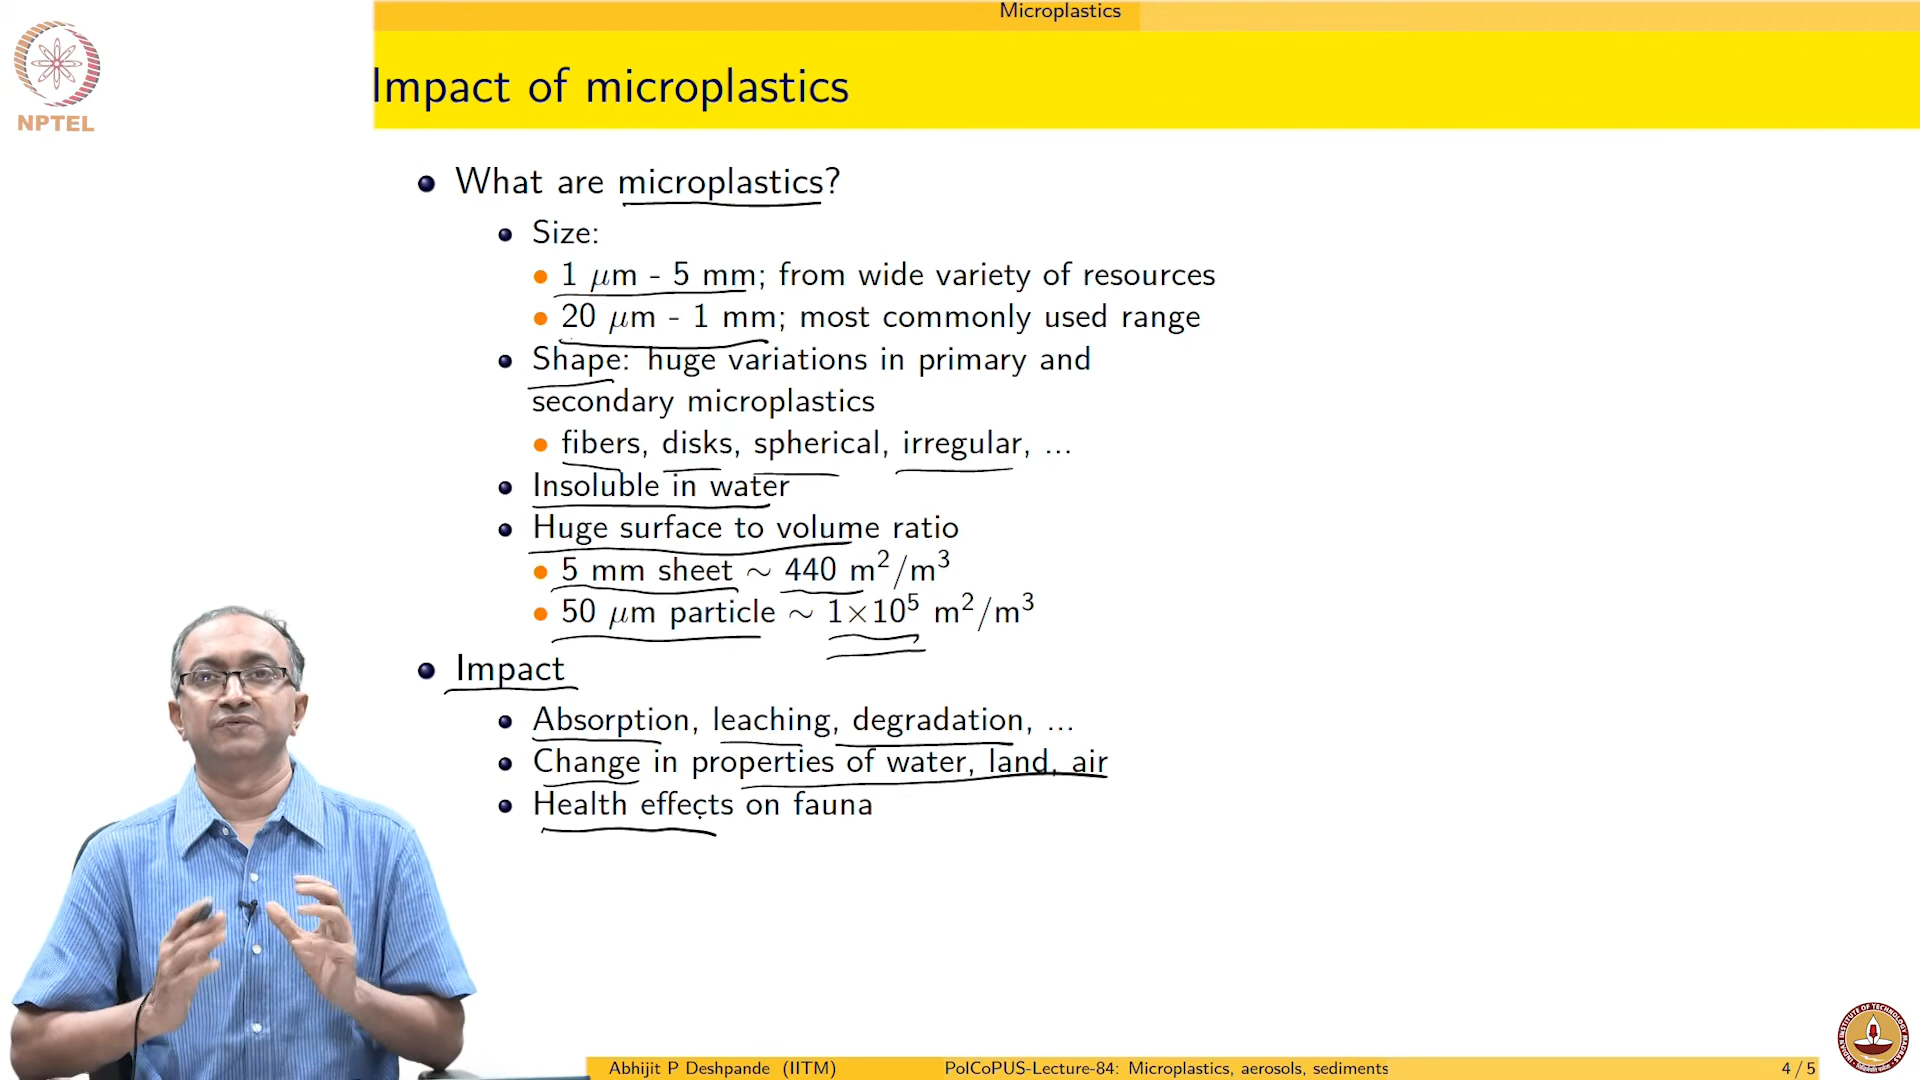 Microplastics
NPTEL
Impact of microplastics
What are microplastics?
Size:
1 μm - 5 mm; from wide variety of resources
20 μm - 1 mm; most commonly used range
Shape: huge variations in primary and
secondary microplastics
fibers, disks, spherical, irregular, ...
Insoluble in water
Huge surface to volume ratio
5 mm sheet ∼ 440 m²/m³
50 μm particle ∼ 1×10⁵ m²/m³
Impact
Absorption, leaching, degradation, ...
Change in properties of water, land, air
Health effects on fauna
Abhijit P Deshpande (IITM) PolCoPUS-Lecture-84: Microplastics, aerosols, sediments 4 / 5